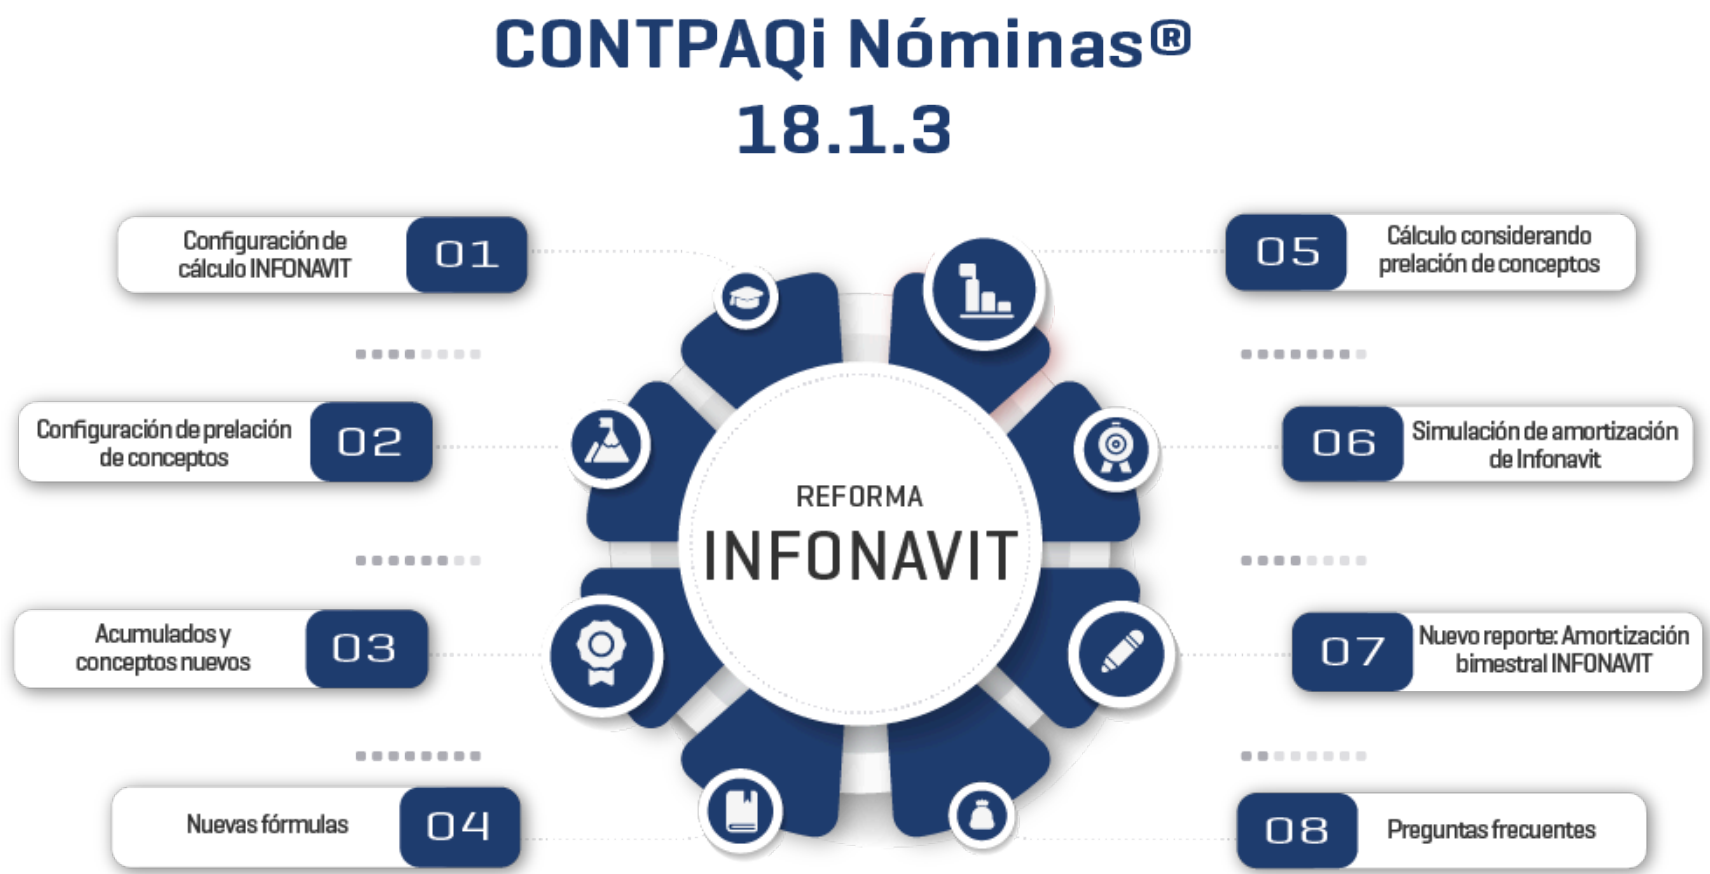 CONTPAQi Nóminas®
18.1.3
Configuración de
cálculo INFONAVIT
01
Configuración de prelación
de conceptos
02
Acumulados y
conceptos nuevos
03
Nuevas fórmulas
04
REFORMA
INFONAVIT
05
Cálculo considerando
prelación de conceptos
06
Simulación de amortización
de Infonavit
07
Nuevo reporte: Amortización
bimestral INFONAVIT
08
Preguntas frecuentes